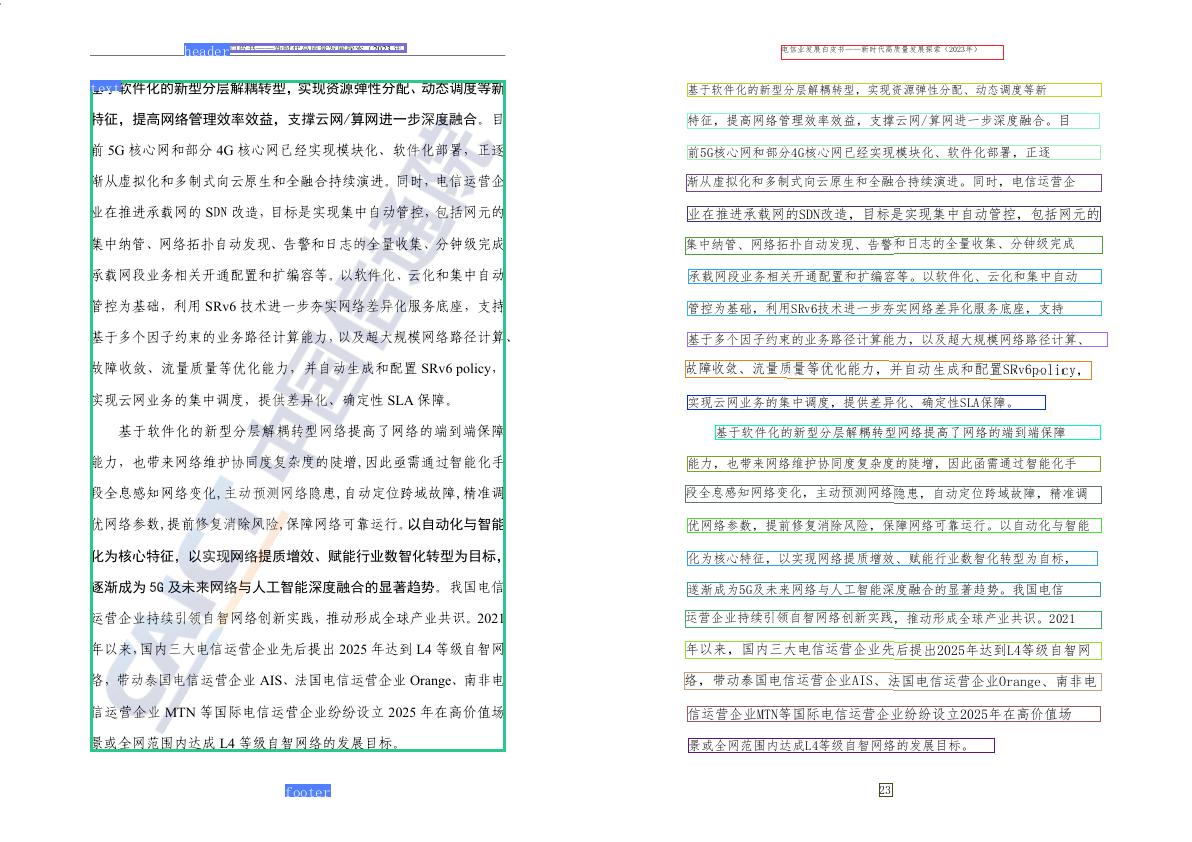 header
电信业发展白皮书——新时代高质量发展探索（2023年）
text
基于软件化的新型分层解耦转型，实现资源弹性分配、动态调度等新
特征，提高网络管理效率效益，支撑云网/算网进一步深度融合。目
前 5G 核心网和部分 4G 核心网已经实现模块化、软件化部署，正逐
渐从虚拟化和多制式向云原生和全融合持续演进。同时，电信运营企
业在推进承载网的 SDN 改造，目标是实现集中自动管控，包括网元的
集中纳管、网络拓扑自动发现、告警和日志的全量收集、分钟级完成
承载网段业务相关开通配置和扩编容等。以软件化、云化和集中自动
管控为基础，利用 SRv6 技术进一步夯实网络差异化服务底座，支持
基于多个因子约束的业务路径计算能力，以及超大规模网络路径计算、
故障收敛、流量质量等优化能力，并自动生成和配置 SRv6 policy，
实现云网业务的集中调度，提供差异化、确定性 SLA 保障。
基于软件化的新型分层解耦转型网络提高了网络的端到端保障
能力，也带来网络维护协同度复杂度的陡增，因此亟需通过智能化手
段全息感知网络变化，主动预测网络隐患，自动定位跨域故障，精准调
优网络参数，提前修复消除风险，保障网络可靠运行。以自动化与智能
化为核心特征，以实现网络提质增效、赋能行业数智化转型为目标，
逐渐成为 5G 及未来网络与人工智能深度融合的显著趋势。我国电信
运营企业持续引领自智网络创新实践，推动形成全球产业共识。2021
年以来，国内三大电信运营企业先后提出 2025 年达到 L4 等级自智网
络，带动泰国电信运营企业 AIS、法国电信运营企业 Orange、南非电
信运营企业 MTN 等国际电信运营企业纷纷设立 2025 年在高价值场
景或全网范围内达成 L4 等级自智网络的发展目标。
footer
中国信通院
CAICT
电信业发展白皮书——新时代高质量发展探索（2023年）
基于软件化的新型分层解耦转型，实现资源弹性分配、动态调度等新
特征，提高网络管理效率效益，支撑云网/算网进一步深度融合。目
前5G核心网和部分4G核心网已经实现模块化、软件化部署，正逐
渐从虚拟化和多制式向云原生和全融合持续演进。同时，电信运营企
业在推进承载网的SDN改造，目标是实现集中自动管控，包括网元的
集中纳管、网络拓扑自动发现、告警和日志的全量收集、分钟级完成
承载网段业务相关开通配置和扩编容等。以软件化、云化和集中自动
管控为基础，利用SRv6技术进一步夯实网络差异化服务底座，支持
基于多个因子约束的业务路径计算能力，以及超大规模网络路径计算、
故障收敛、流量质量等优化能力，并自动生成和配置SRv6policy，
实现云网业务的集中调度，提供差异化、确定性SLA保障。
基于软件化的新型分层解耦转型网络提高了网络的端到端保障
能力，也带来网络维护协同度复杂度的陡增，因此函需通过智能化手
段全息感知网络变化，主动预测网络隐患，自动定位跨域故障，精准调
优网络参数，提前修复消除风险，保障网络可靠运行。以自动化与智能
化为核心特征，以实现网络提质增效、赋能行业数智化转型为目标，
逐渐成为5G及未来网络与人工智能深度融合的显著趋势。我国电信
运营企业持续引领自智网络创新实践，推动形成全球产业共识。2021
年以来，国内三大电信运营企业先后提出2025年达到L4等级自智网
络，带动泰国电信运营企业AIS、法国电信运营企业Orange、南非电
信运营企业MTN等国际电信运营企业纷纷设立2025年在高价值场
景或全网范围内达成L4等级自智网络的发展目标。
23